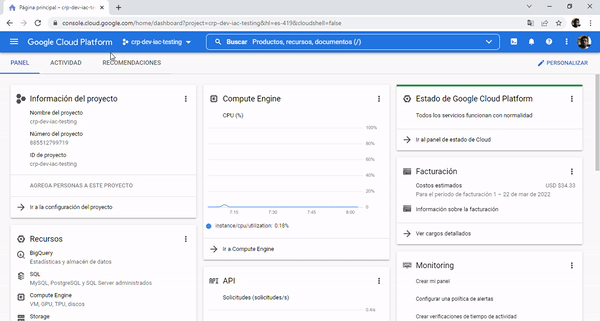 Página principal – crp-dev-iac-te
console.cloud.google.com/home/dashboard?project=crp-dev-iac-testing&hl=es-419&cloudshell=false
Google Cloud Platform
crp-dev-iac-testing
Buscar Productos, recursos, documentos (/)
PANEL
ACTIVIDAD
RECOMENDACIONES
PERSONALIZAR
Información del proyecto
Nombre del proyecto
crp-dev-iac-testing
Número del proyecto
885512799719
ID de proyecto
crp-dev-iac-testing
AGREGA PERSONAS A ESTE PROYECTO
Ir a la configuración del proyecto
Recursos
BigQuery
Estadísticas y almacén de datos
SQL
MySQL, PostgreSQL y SQL Server administrados
Compute Engine
VM, GPU, TPU, discos
Storage
Compute Engine
CPU (%)
100%
80%
60%
40%
20%
0
7:15
7:30
7:45
8:00
instance/cpu/utilization: 0.18%
Ir a Compute Engine
API
API
Solicitudes (solicitudes/s)
Estado de Google Cloud Platform
Todos los servicios funcionan con normalidad
Ir al panel de estado de Cloud
Facturación
Costos estimados
USD $34.33
Para el período de facturación 1 – 22 de mar de 2022
Información sobre la facturación
Ver cargos detallados
Monitoring
Crear mi panel
Configurar una política de alertas
Crear verificaciones de tiempo de actividad